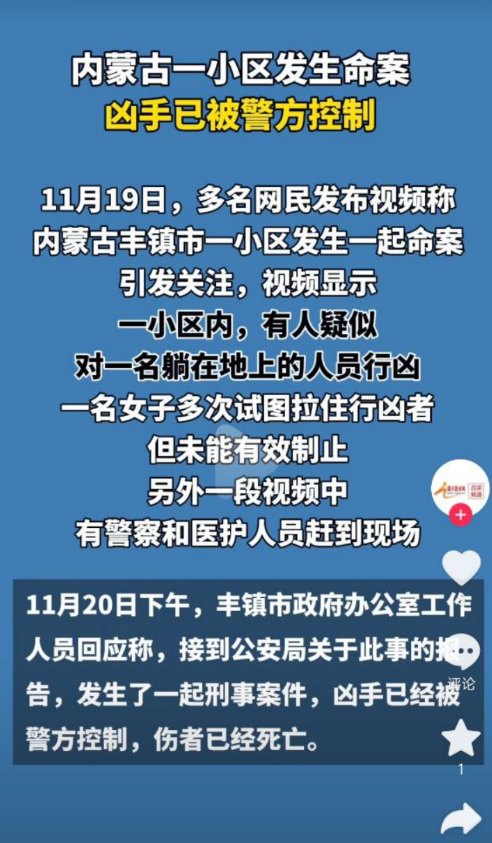 内蒙古一小区发生命案
凶手已被警方控制
11月19日，多名网民发布视频称
内蒙古丰镇市一小区发生一起命案
引发关注，视频显示
一小区内，有人疑似
对一名躺在地上的人员行凶
一名女子多次试图拉住行凶者
但未能有效制止
另外一段视频中
有警察和医护人员赶到现场
11月20日下午，丰镇市政府办公室工作
人员回应称，接到公安局关于此事的报
告，发生了一起刑事案件，凶手已经被
警方控制，伤者已经死亡。
评论
1